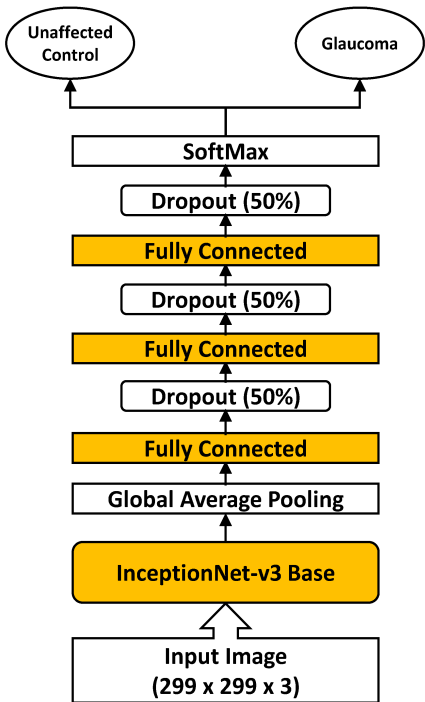 Unaffected
Control
Glaucoma
SoftMax
Dropout (50%)
Fully Connected
Dropout (50%)
Fully Connected
Dropout (50%)
Fully Connected
Global Average Pooling
InceptionNet-v3 Base
Input Image
(299 x 299 x 3)